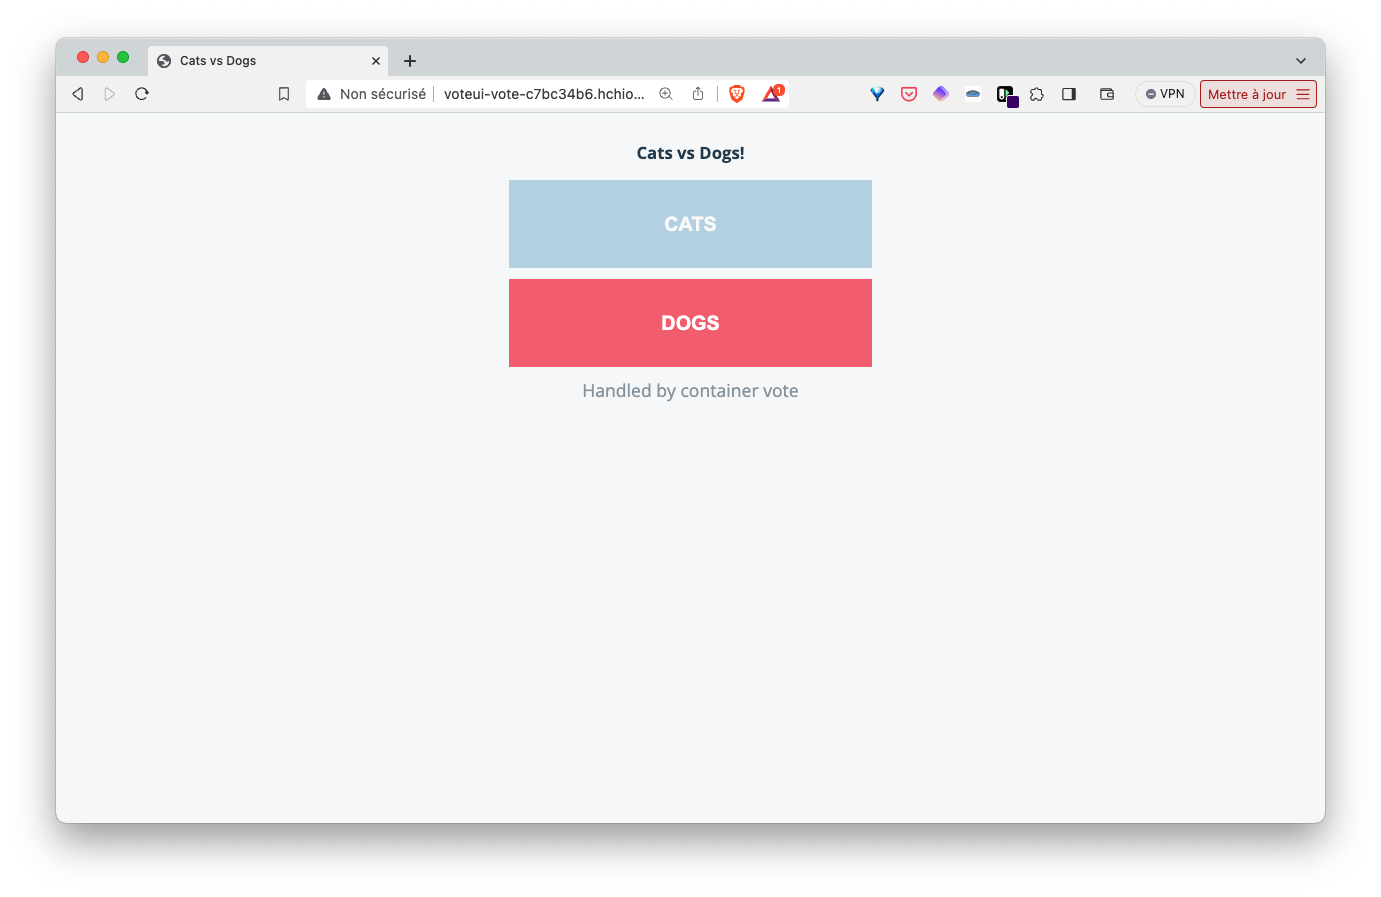 Cats vs Dogs
Non sécurisé voteui-vote-c7bc34b6.hchio... 1 VPN Mettre à jour
Cats vs Dogs!
CATS
DOGS
Handled by container vote